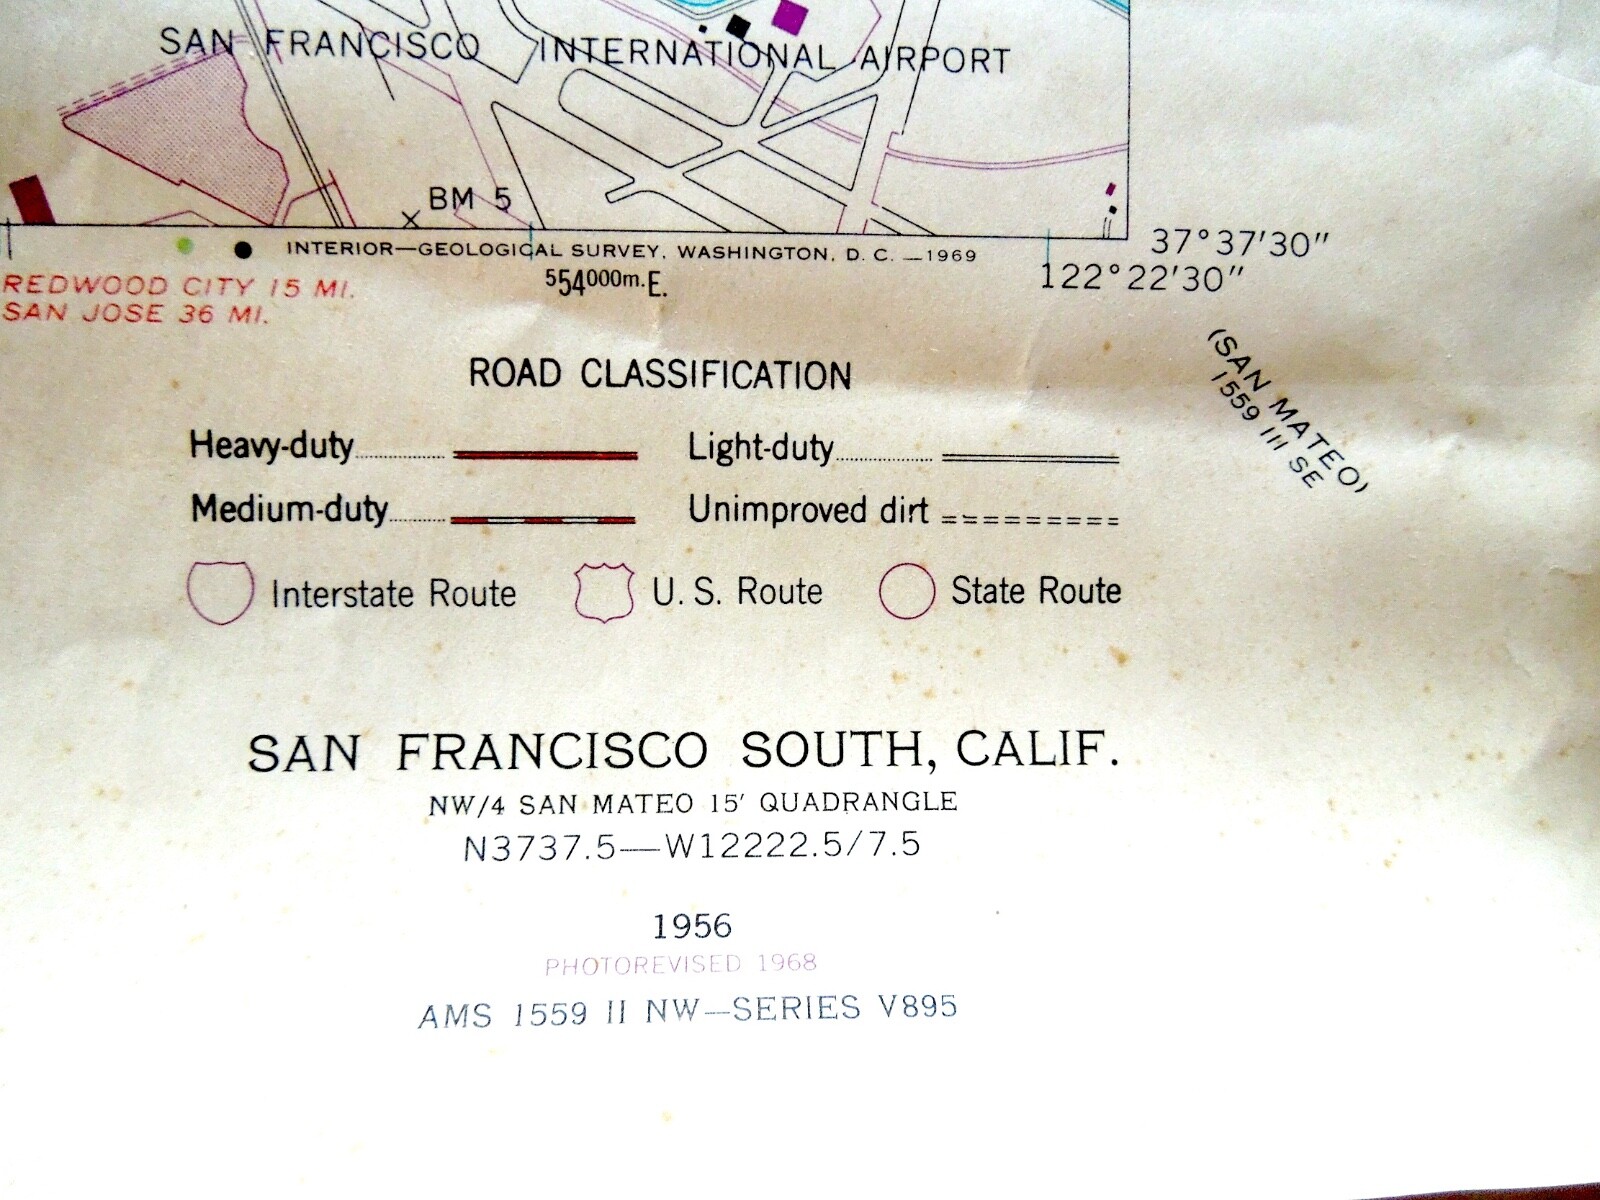 SAN FRANCISCO INTERNATIONAL AIRPORT
BM 5
INTERIOR—GEOLOGICAL SURVEY, WASHINGTON, D. C. —1969
37°37'30"
554000m.E.
122°22'30"
REDWOOD CITY 15 MI.
SAN JOSE 36 MI.
(SAN MATEO)
1559 III SE
ROAD CLASSIFICATION
Heavy-duty Light-duty
Medium-duty Unimproved dirt
Interstate Route U. S. Route State Route
SAN FRANCISCO SOUTH, CALIF.
NW/4 SAN MATEO 15' QUADRANGLE
N3737.5—W12222.5/7.5
1956
PHOTOREVISED 1968
AMS 1559 II NW—SERIES V895